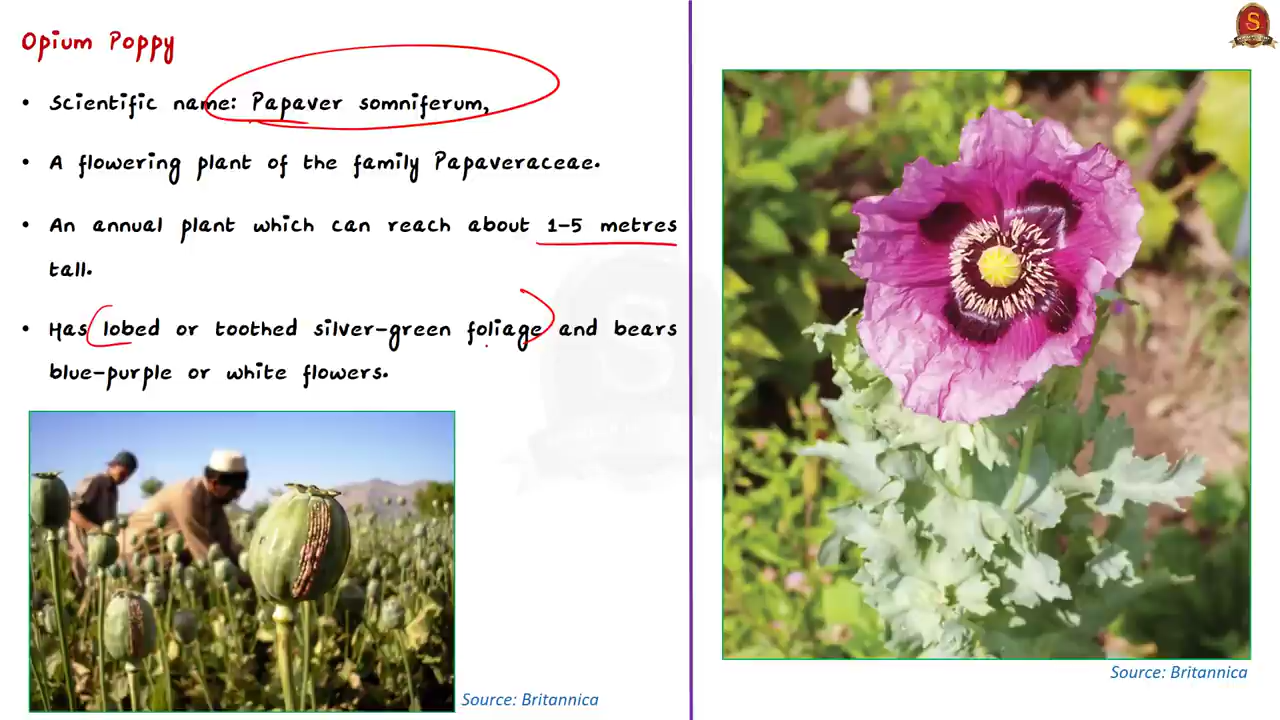 Opium Poppy
• Scientific name: Papaver somniferum,
• A flowering plant of the family Papaveraceae.
• An annual plant which can reach about 1-5 metres
tall.
• Has lobed or toothed silver-green foliage and bears
blue-purple or white flowers.
Source: Britannica
Source: Britannica